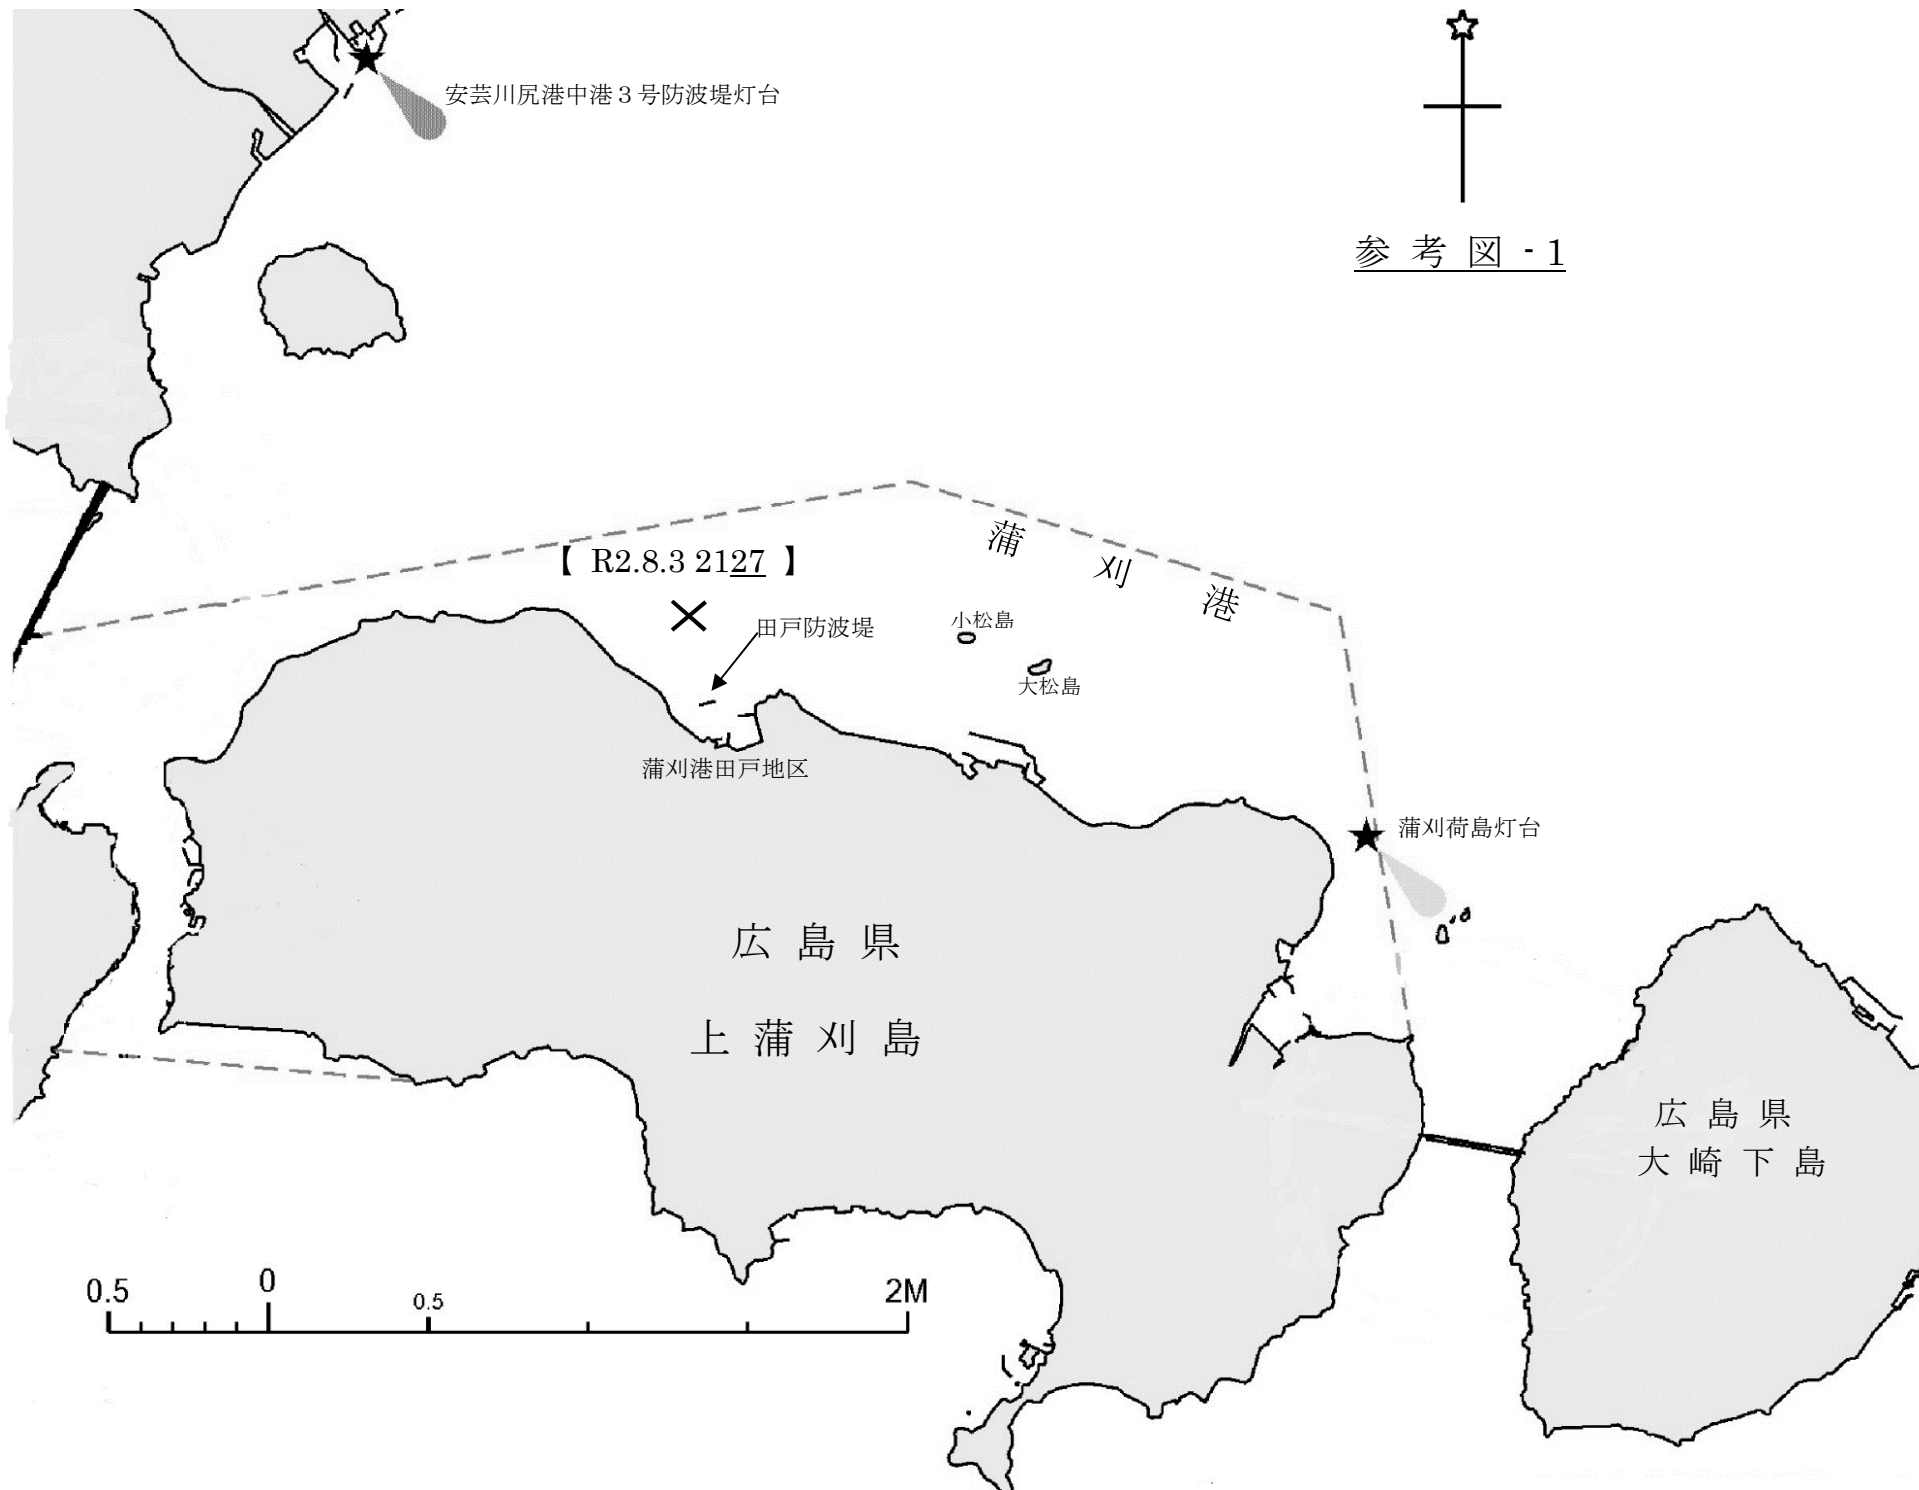 安芸川尻港中港３号防波堤灯台
参 考 図 - 1
蒲 刈 港
【 R2.8.3 2127 】
小松島
田戸防波堤
大松島
蒲刈港田戸地区
蒲刈荷島灯台
広 島 県
上 蒲 刈 島
広 島 県
大 崎 下 島
0.5 0 0.5 2M